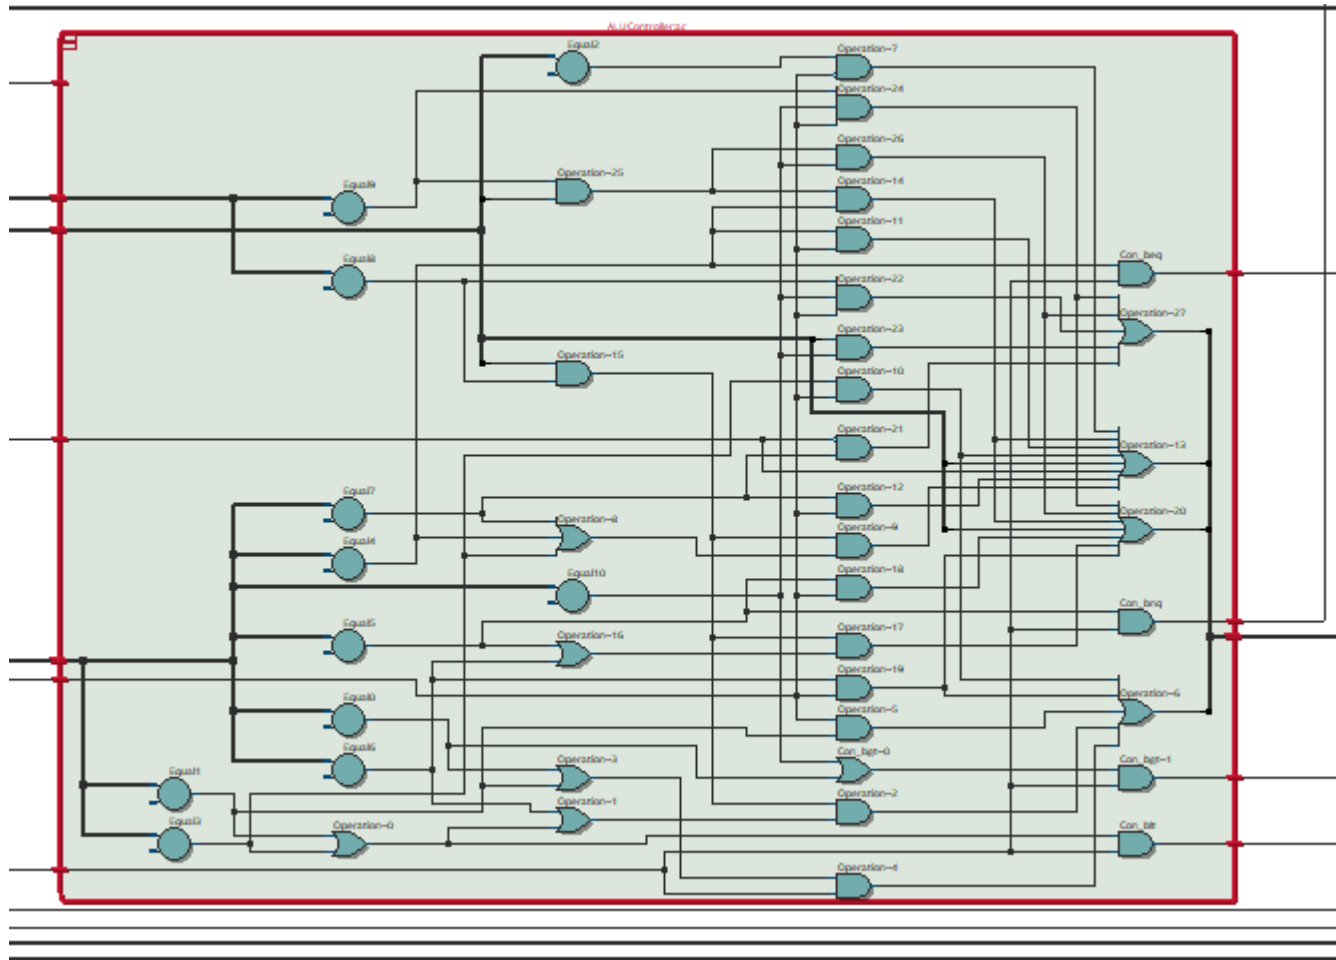 ALUController:ac
Equal2
Operation~7
Operation~24
Operation~26
Operation~25
Operation~14
Equal9
Operation~11
Con_beq
Equal8
Operation~22
Operation~27
Operation~23
Operation~15
Operation~10
Operation~21
Operation~13
Equal7
Operation~12
Operation~20
Operation~8
Operation~9
Equal4
Operation~18
Equal10
Con_bnq
Equal5
Operation~16
Operation~17
Operation~19
Equal0
Operation~6
Operation~5
Equal6
Con_bgt~0
Operation~3
Con_bgt~1
Equal1
Operation~2
Operation~1
Equal3
Operation~0
Con_blt
Operation~4